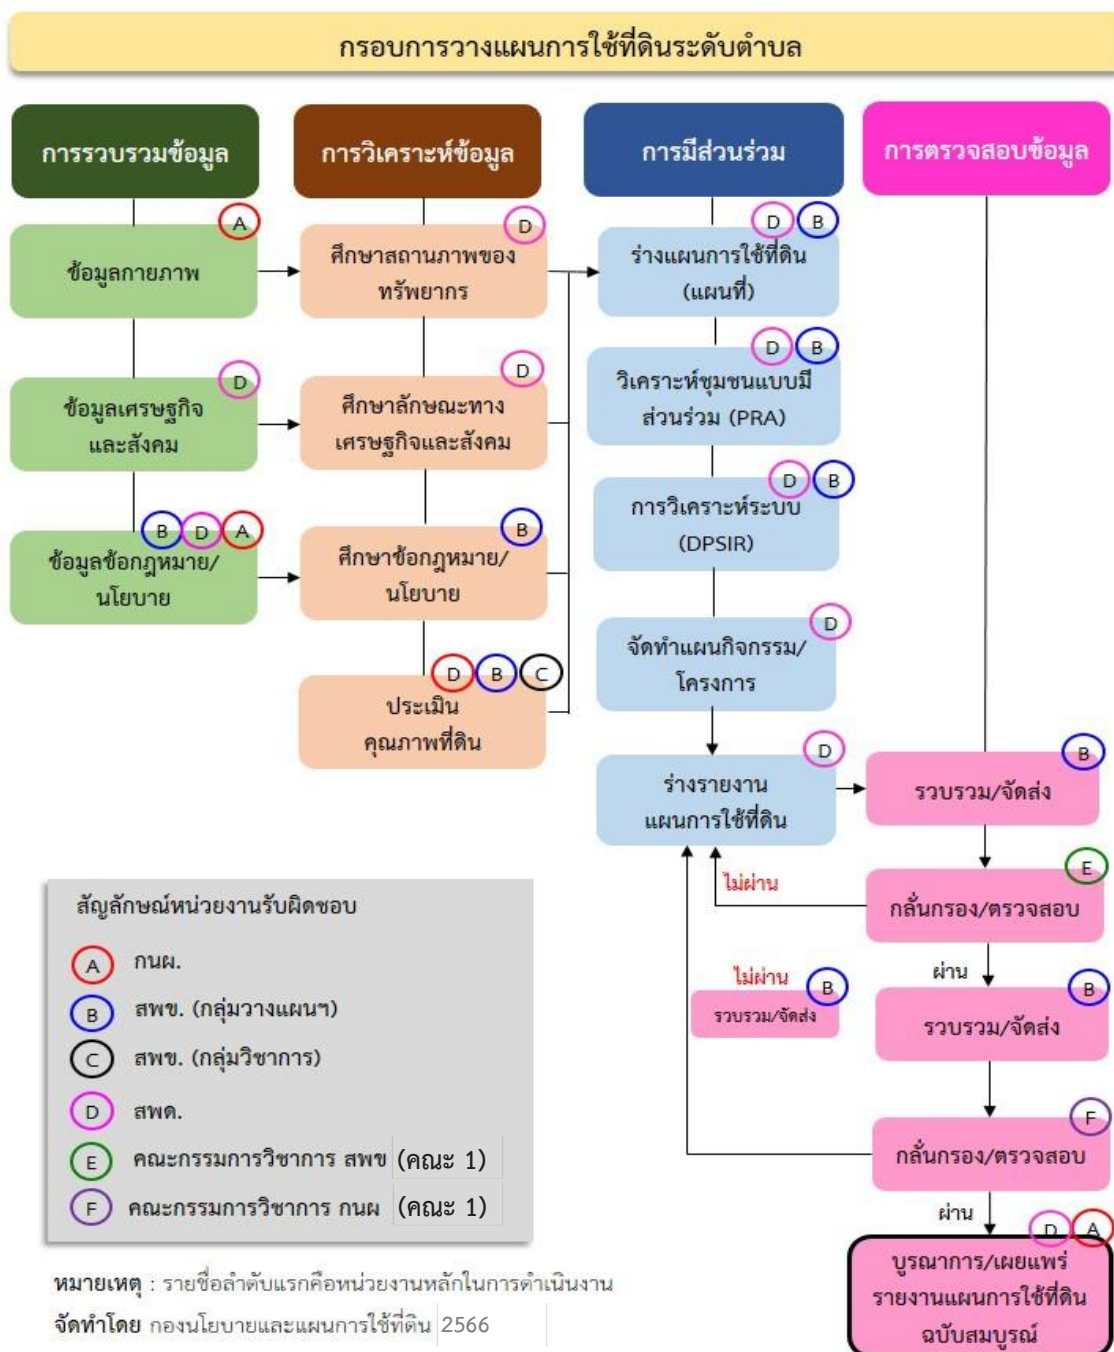 กรอบการวางแผนการใช้ที่ดินระดับตำบล
การรวบรวมข้อมูล
A
ข้อมูลกายภาพ
D
ข้อมูลเศรษฐกิจ
และสังคม
B D A
ข้อมูลข้อกฎหมาย/
นโยบาย
การวิเคราะห์ข้อมูล
D
ศึกษาสถานภาพของ
ทรัพยากร
D
ศึกษาลักษณะทาง
เศรษฐกิจและสังคม
B
ศึกษาข้อกฎหมาย/
นโยบาย
D B C
ประเมิน
คุณภาพที่ดิน
การมีส่วนร่วม
D B
ร่างแผนการใช้ที่ดิน
(แผนที่)
D B
วิเคราะห์ชุมชนแบบมี
ส่วนร่วม (PRA)
D B
การวิเคราะห์ระบบ
(DPSIR)
D
จัดทำแผนกิจกรรม/
โครงการ
D
ร่างรายงาน
แผนการใช้ที่ดิน
การตรวจสอบข้อมูล
B
รวบรวม/จัดส่ง
E
กลั่นกรอง/ตรวจสอบ
ไม่ผ่าน
ผ่าน
B
รวบรวม/จัดส่ง
ไม่ผ่าน
B
รวบรวม/จัดส่ง
F
กลั่นกรอง/ตรวจสอบ
ผ่าน
D A
บูรณาการ/เผยแพร่
รายงานแผนการใช้ที่ดิน
ฉบับสมบูรณ์
สัญลักษณ์หน่วยงานรับผิดชอบ
A กนผ.
B สพข. (กลุ่มวางแผนฯ)
C สพข. (กลุ่มวิชาการ)
D สพด.
E คณะกรรมการวิชาการ สพข (คณะ 1)
F คณะกรรมการวิชาการ กนผ (คณะ 1)
หมายเหตุ : รายชื่อลำดับแรกคือหน่วยงานหลักในการดำเนินงาน
จัดทำโดย กองนโยบายและแผนการใช้ที่ดิน 2566